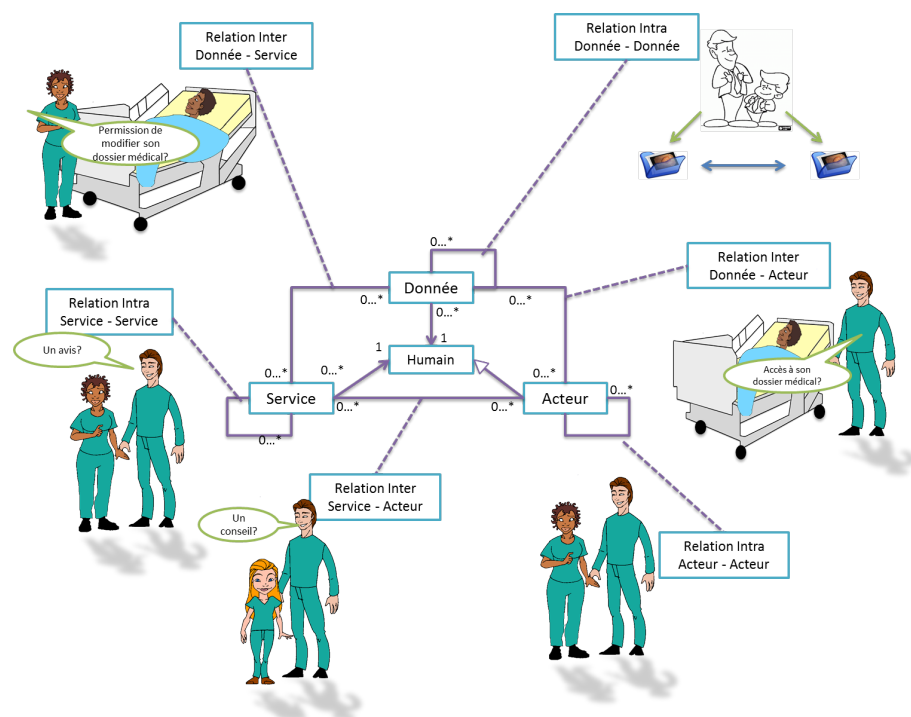 Relation Inter
Donnée - Service
Relation Intra
Donnée - Donnée
Permission de
modifier son
dossier médical?
0...*
Relation Inter
Donnée - Acteur
Donnée
0...*
0...*
0...*
Relation Intra
Service - Service
Un avis?
1
1
Humain
Accès à son
dossier médical?
0...*
0...*
0...*
0...*
Service
0...*
0...*
Acteur
0...*
Relation Inter
Service - Acteur
Un
conseil?
Relation Intra
Acteur - Acteur